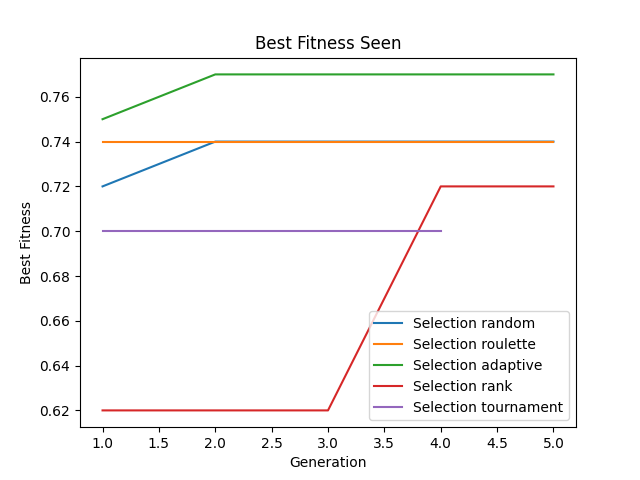 Best Fitness Seen
Best Fitness
0.76
0.74
0.72
0.70
0.68
0.66
0.64
0.62
Selection random
Selection roulette
Selection adaptive
Selection rank
Selection tournament
1.0 1.5 2.0 2.5 3.0 3.5 4.0 4.5 5.0
Generation